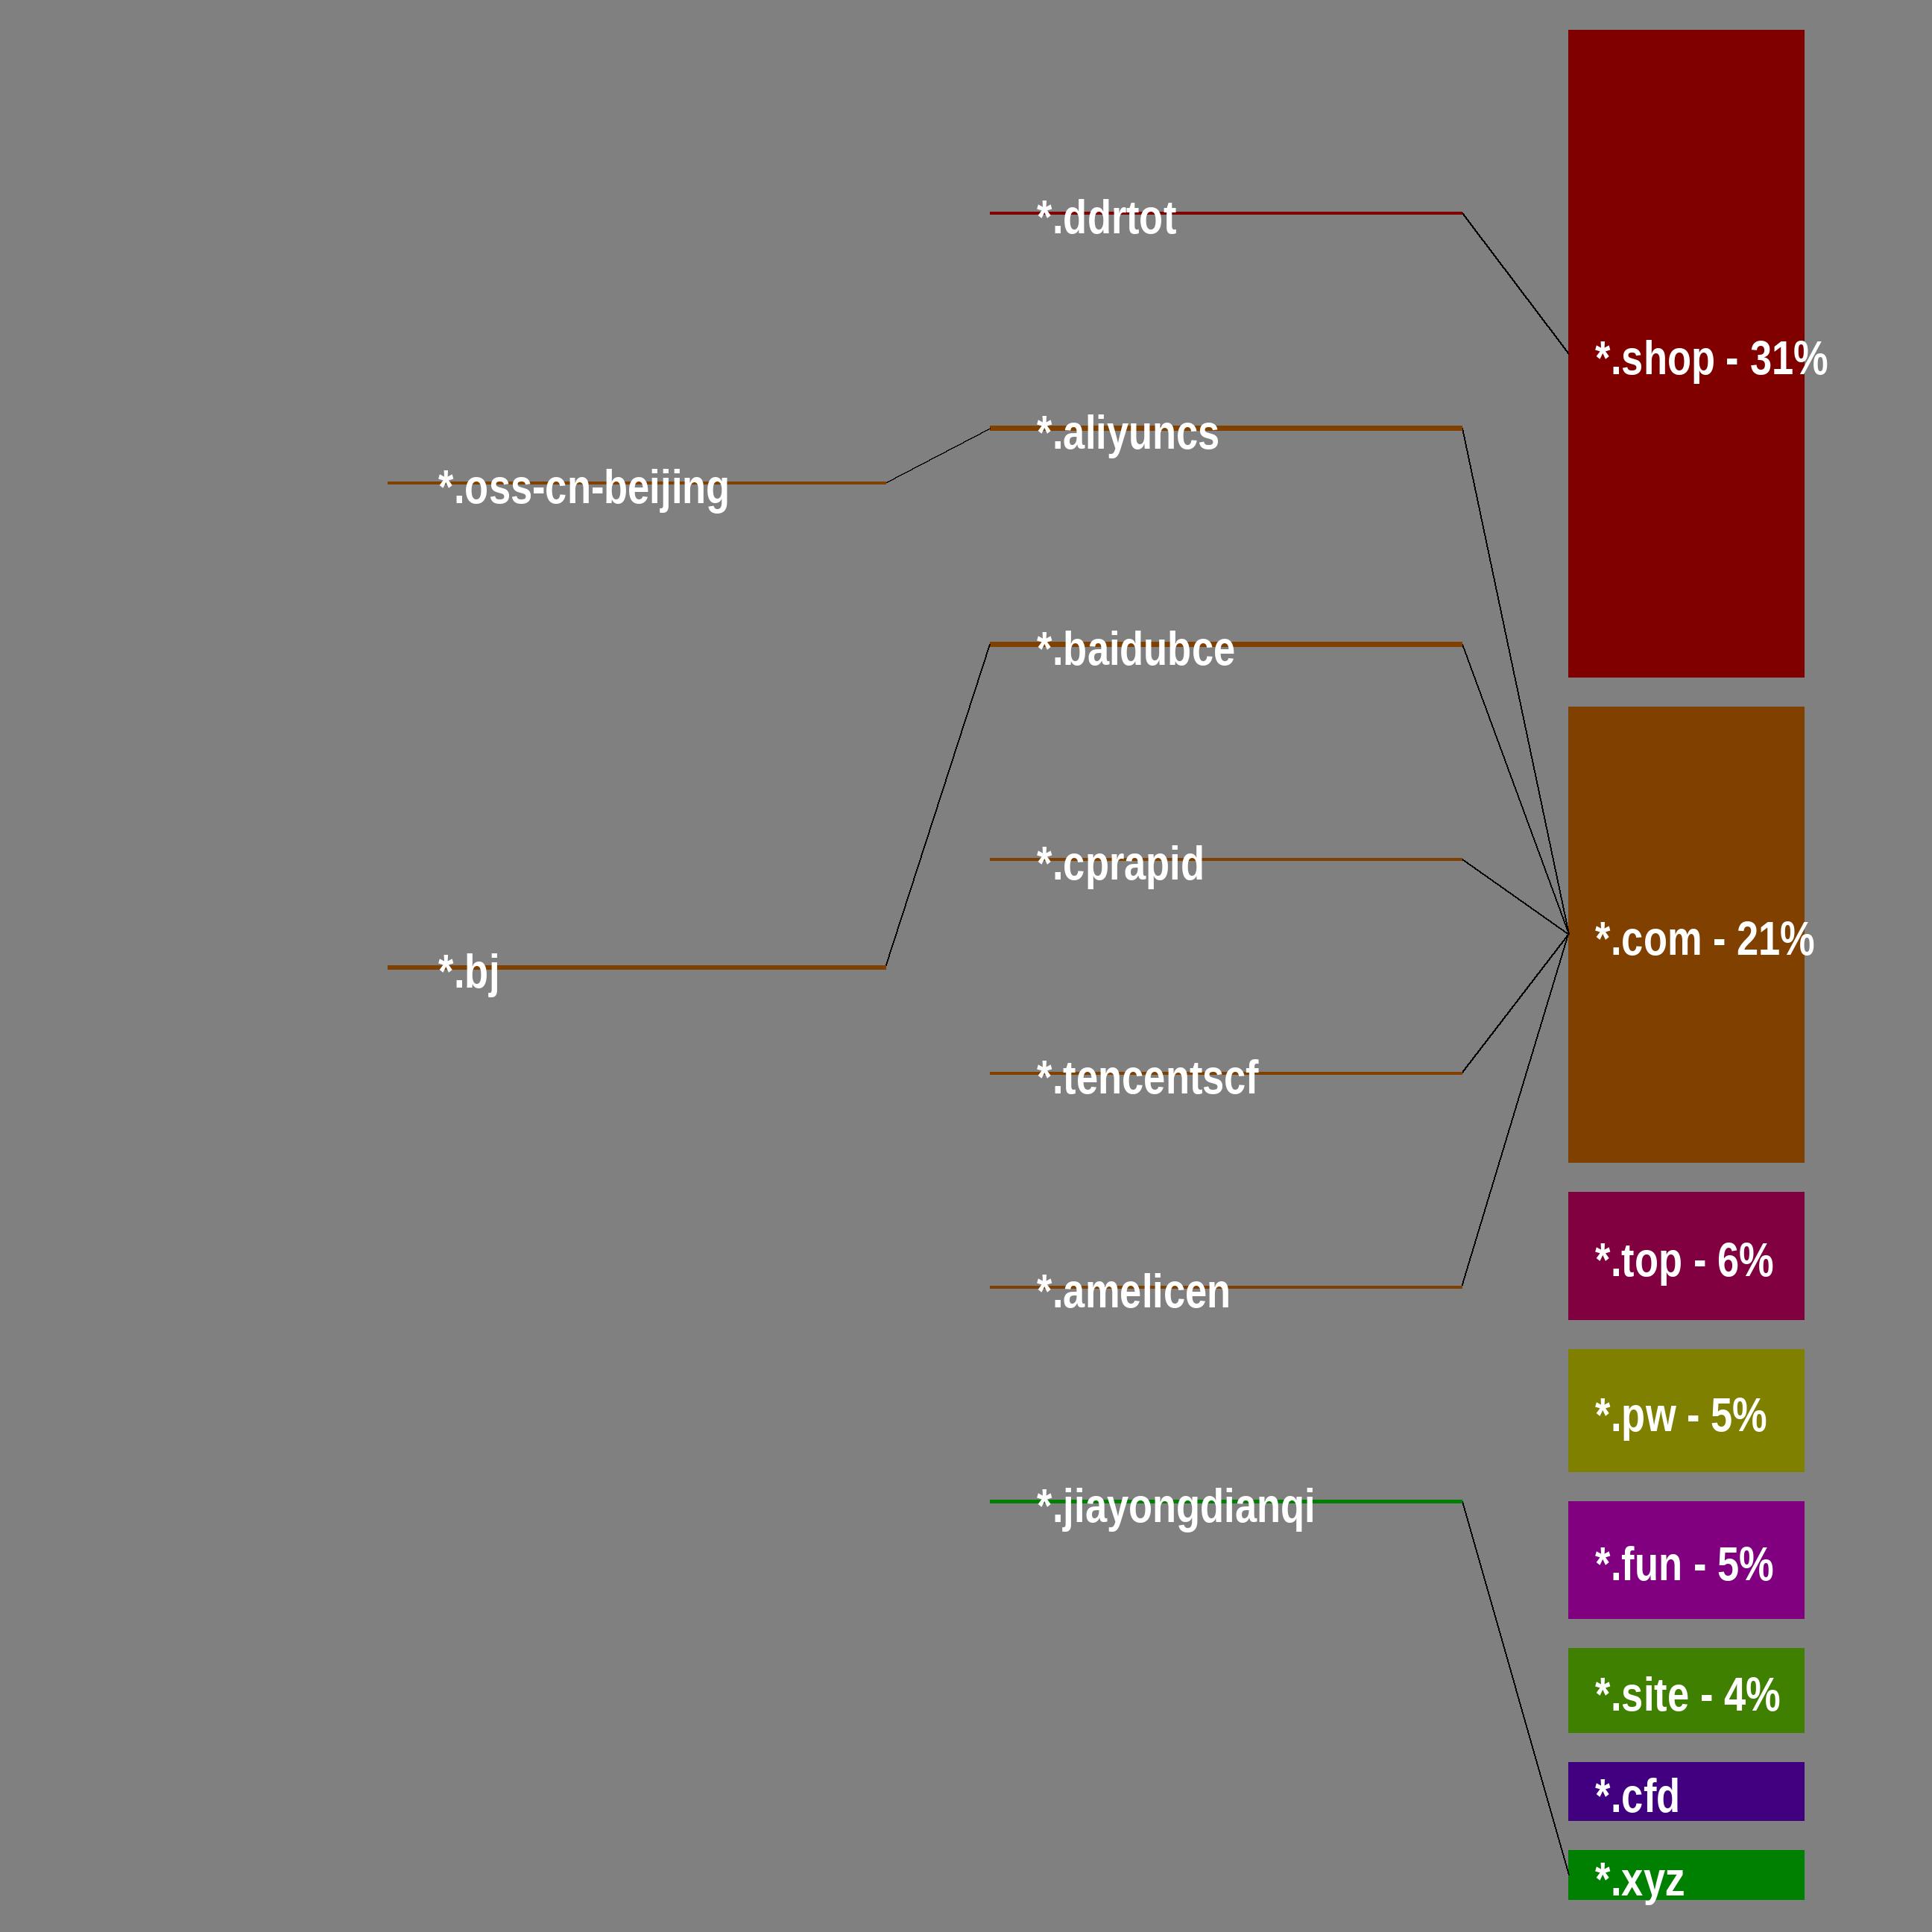 *.ddrtot
*.shop - 31%
*.aliyuncs
*.oss-cn-beijing
*.baidubce
*.cprapid
*.com - 21%
*.bj
*.tencentscf
*.top - 6%
*.amelicen
*.pw - 5%
*.jiayongdianqi
*.fun - 5%
*.site - 4%
*.cfd
*.xyz